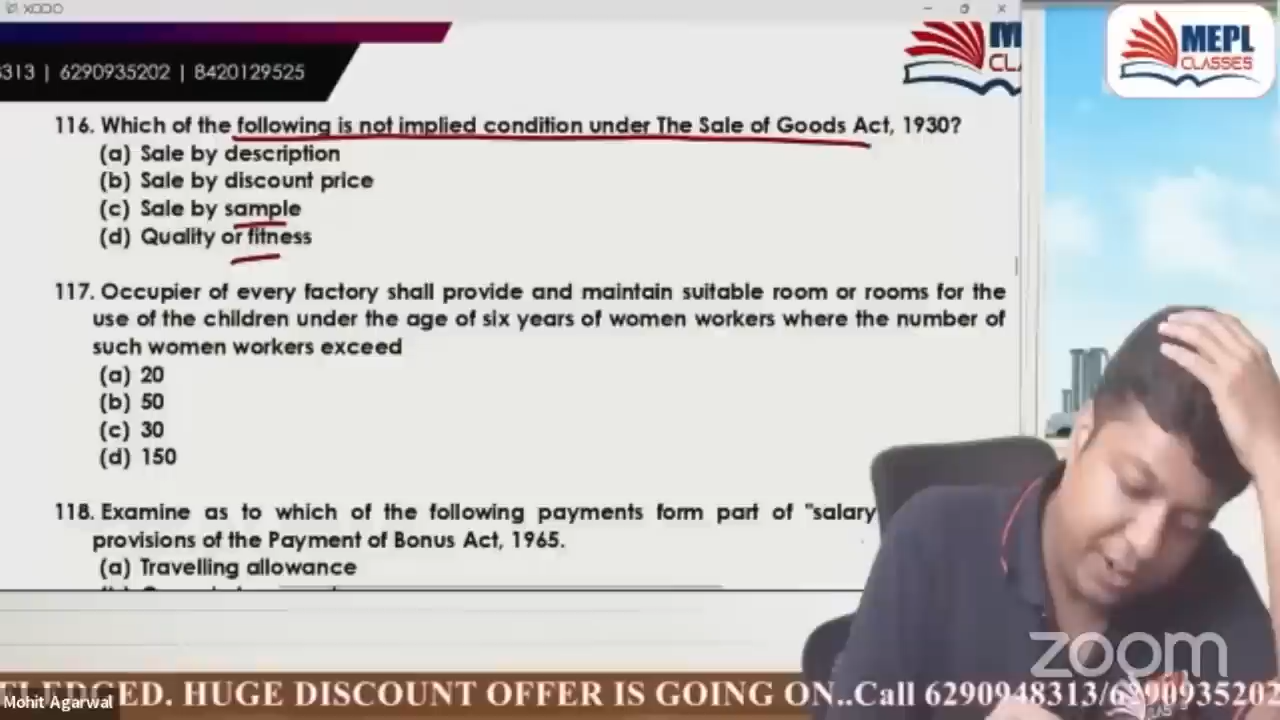 XODO
3313 | 6290935202 | 8420129525
MEPL
CLASSES
116. Which of the following is not implied condition under The Sale of Goods Act, 1930?
(a) Sale by description
(b) Sale by discount price
(c) Sale by sample
(d) Quality or fitness
117. Occupier of every factory shall provide and maintain suitable room or rooms for the
use of the children under the age of six years of women workers where the number of
such women workers exceed
(a) 20
(b) 50
(c) 30
(d) 150
118. Examine as to which of the following payments form part of "salary
provisions of the Payment of Bonus Act, 1965.
(a) Travelling allowance
zoom
Mohit Agarwal
ED. HUGE DISCOUNT OFFER IS GOING ON..Call 6290948313/6290935202